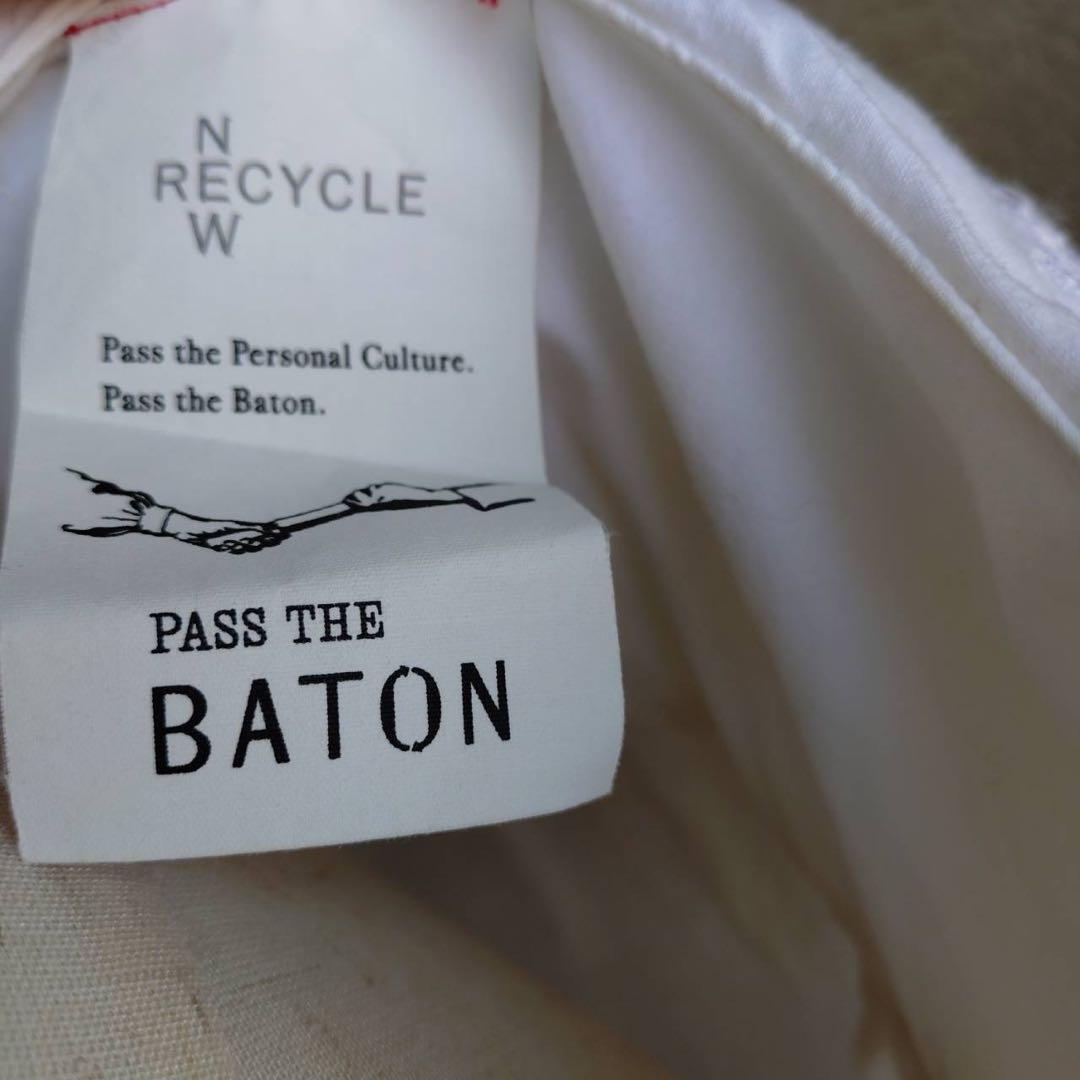 N
RECYCLE
W
Pass the Personal Culture.
Pass the Baton.
PASS THE
BATON